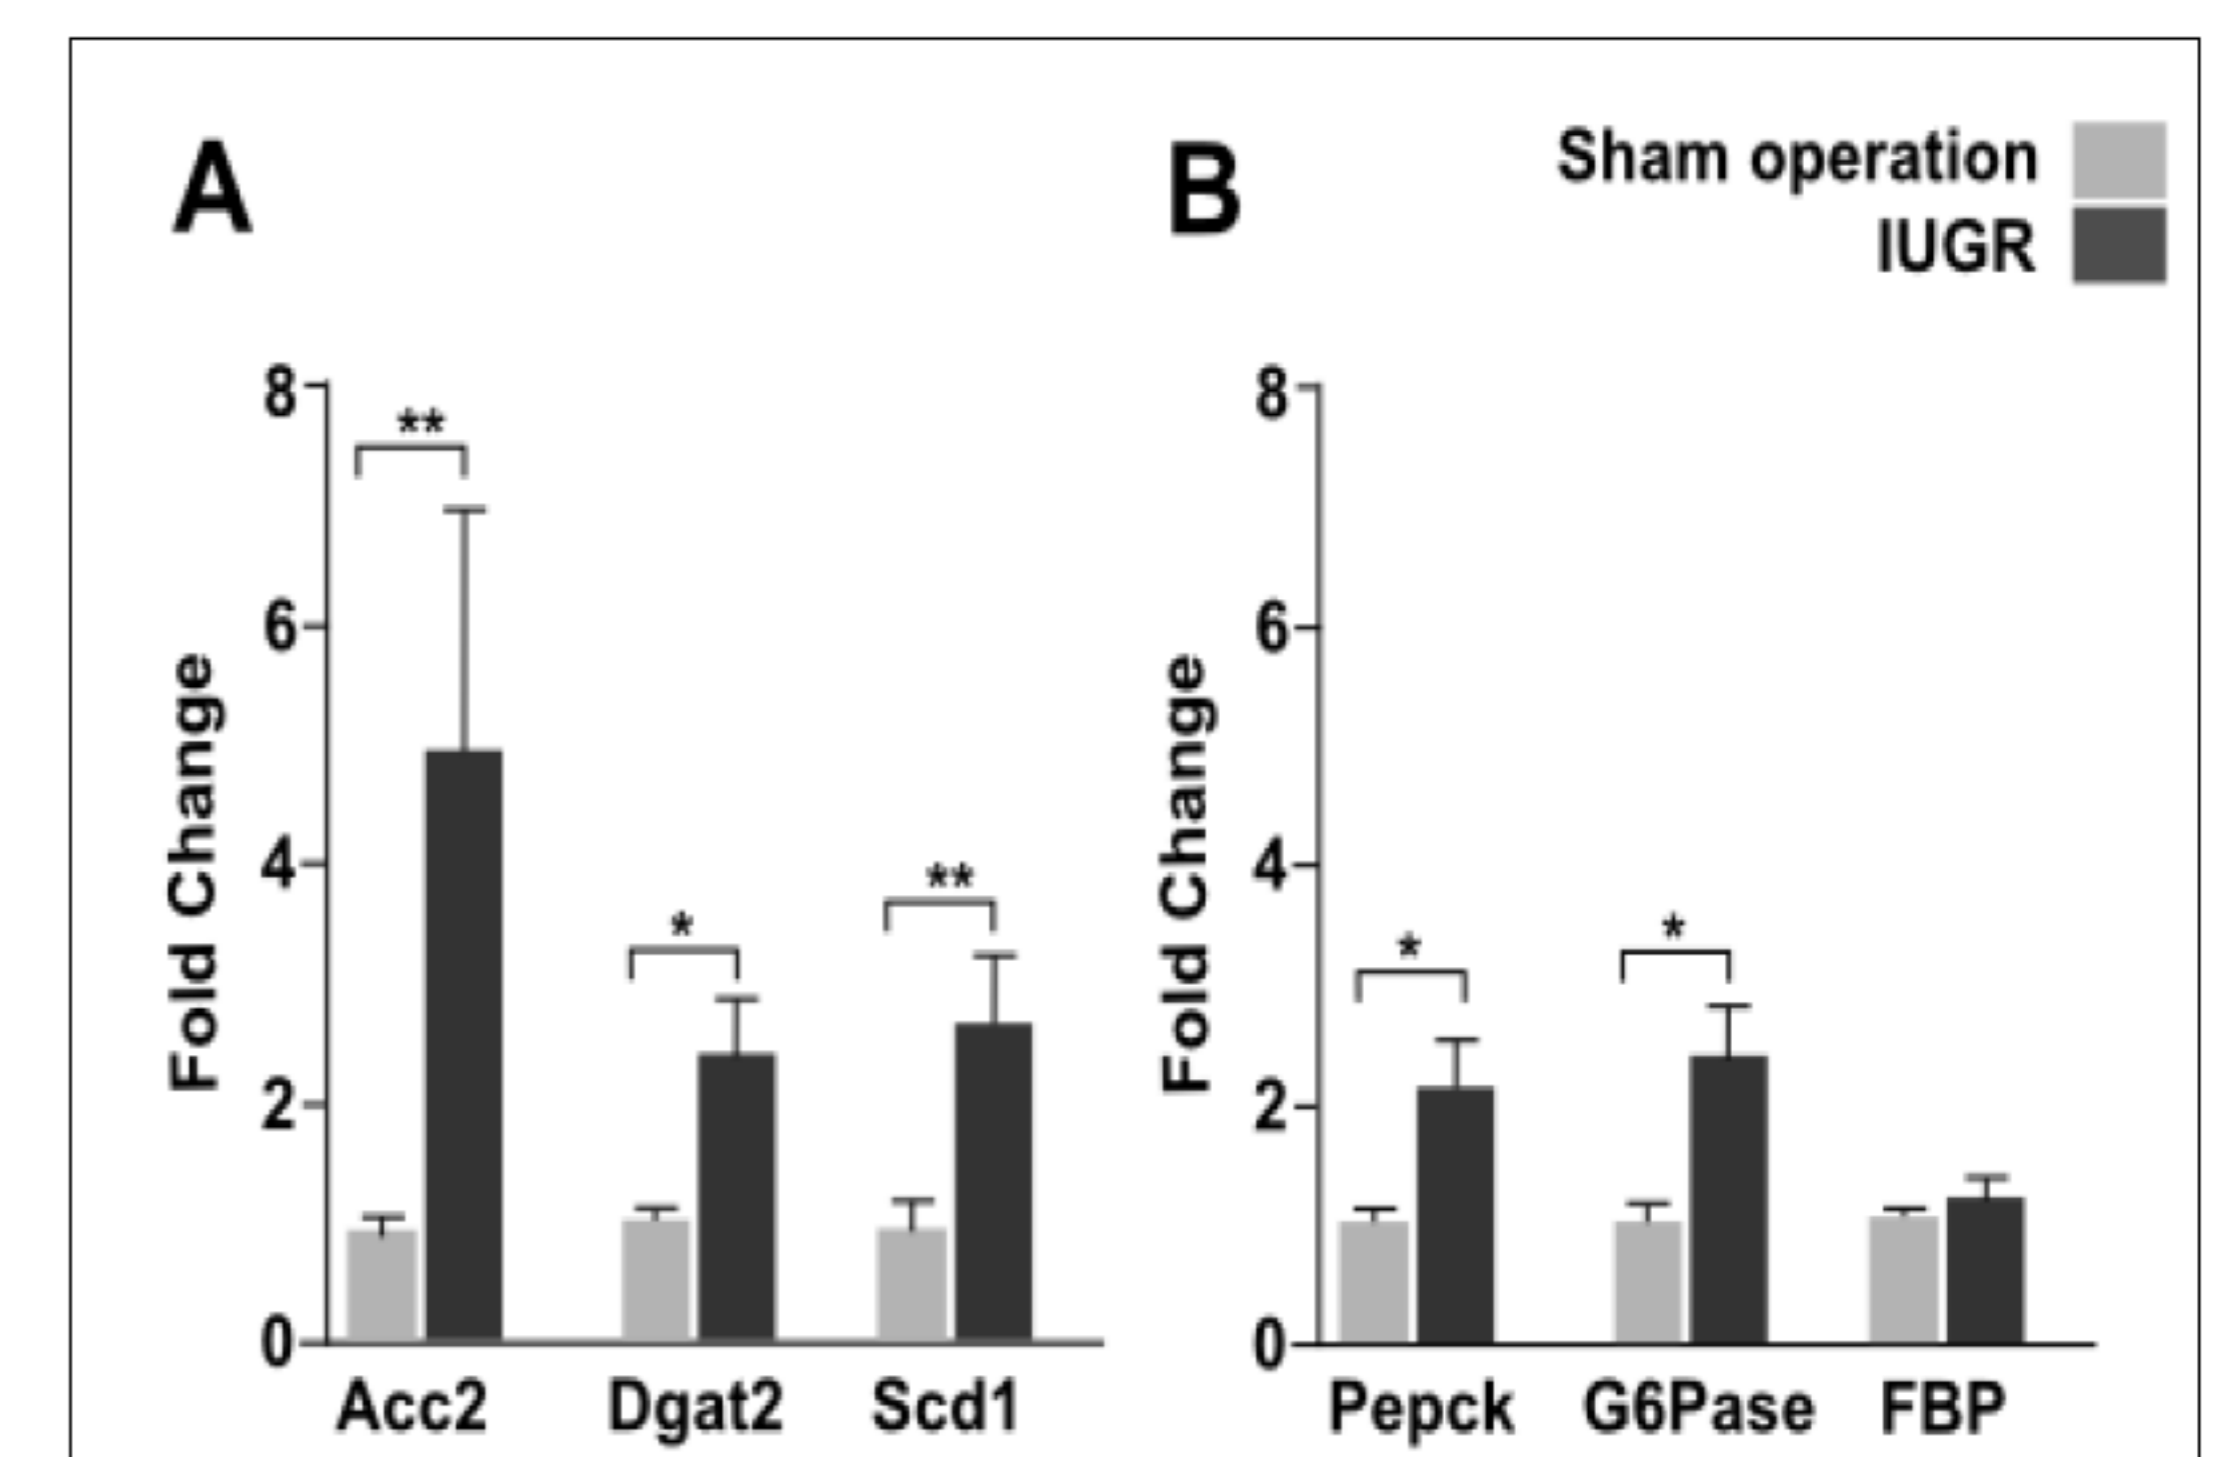 A
B
Sham operation
IUGR
Fold Change
8
6
4
2
0
**
*
**
Acc2 Dgat2 Scd1
Fold Change
8
6
4
2
0
*
*
Pepck G6Pase FBP